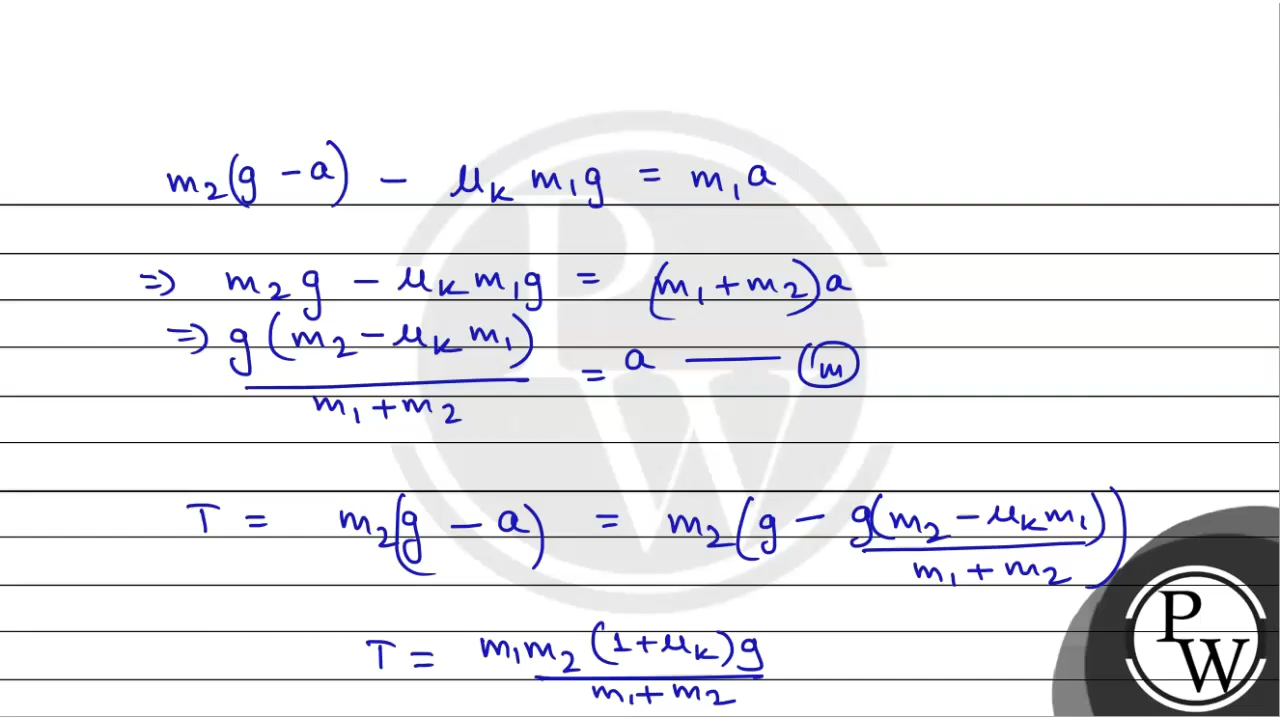 m₂(g - a) - μₖ m₁g = m₁a
⇒ m₂g - μₖm₁g = (m₁+m₂)a
⇒ g(m₂-μₖm₁)/(m₁+m₂) = a —— (m)
T = m₂(g - a) = m₂(g - g(m₂-μₖm₁)/(m₁+m₂))
T = m₁m₂(1+μₖ)g/(m₁+m₂)
PW
PW